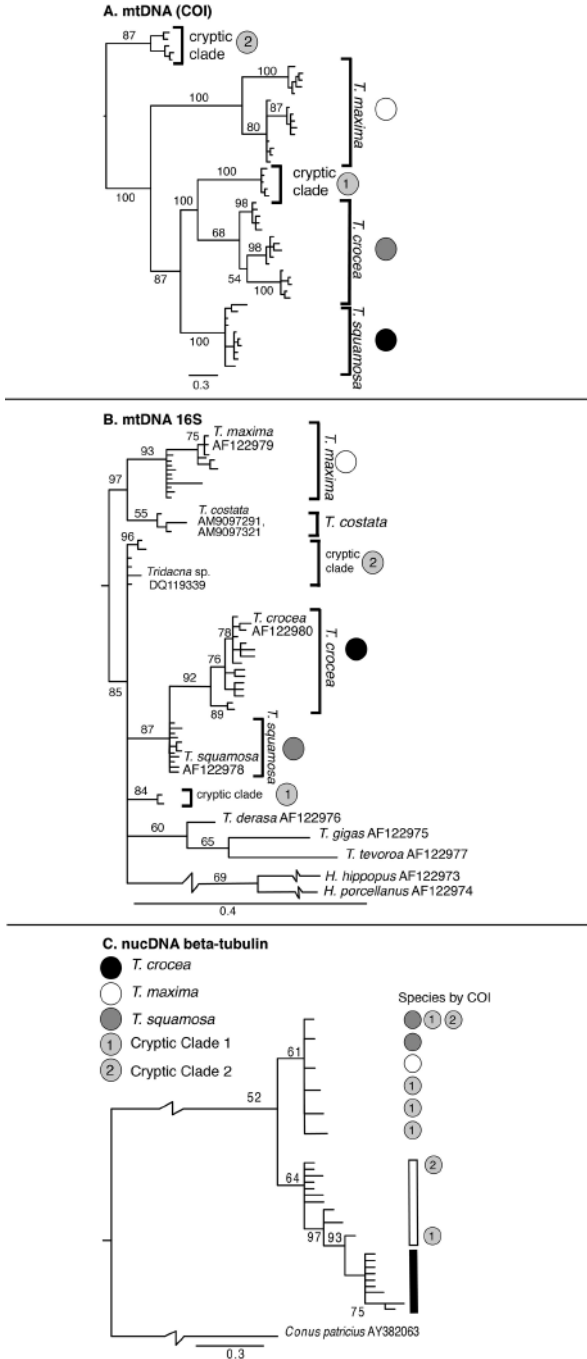 A. mtDNA (COI)
87
cryptic
clade
2
100
100
87
80
T. maxima
100
cryptic
clade
1
100
100
98
68
98
54
100
T. crocea
87
100
T. squamosa
0.3
B. mtDNA 16S
75
T. maxima
AF122979
93
T. maxima
97
55
T. costata
AM9097291,
AM9097321
T. costata
96
Tridacna sp.
DQ119339
cryptic
clade
2
78
T. crocea
AF122980
76
T. crocea
92
85
89
87
T. squamosa
AF122978
T. squamosa
84
cryptic clade
1
60
T. derasa AF122976
65
T. gigas AF122975
T. tevoroa AF122977
69
H. hippopus AF122973
H. porcellanus AF122974
0.4
C. nucDNA beta-tubulin
T. crocea
T. maxima
T. squamosa
1
Cryptic Clade 1
2
Cryptic Clade 2
Species by COI
1
2
61
1
1
1
52
64
2
97
93
1
75
Conus patricius AY382063
0.3